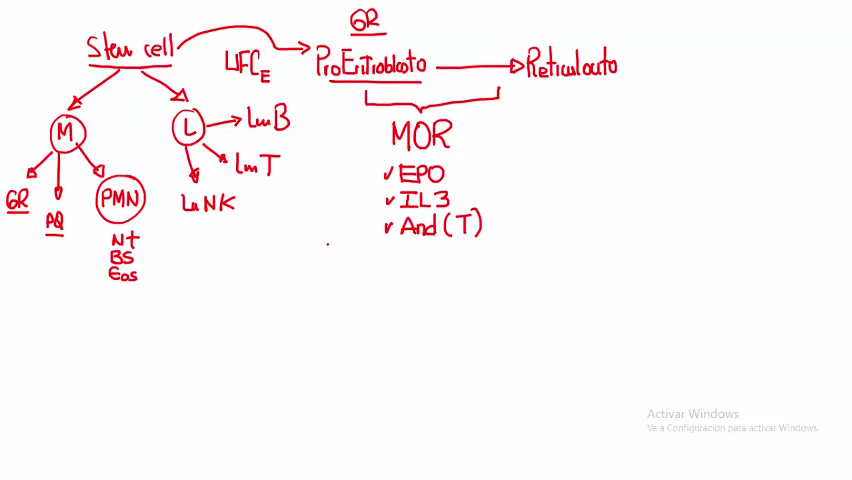 GR
Stem cell
UFC E
ProEritroblasto
Reticulocito
M
L
LmB
LmT
LmNK
GR
PQ
PMN
Nt
BS
Eos
MOR
✓ EPO
✓ IL3
✓ And (T)
Activar Windows
Ve a Configuración para activar Windows.